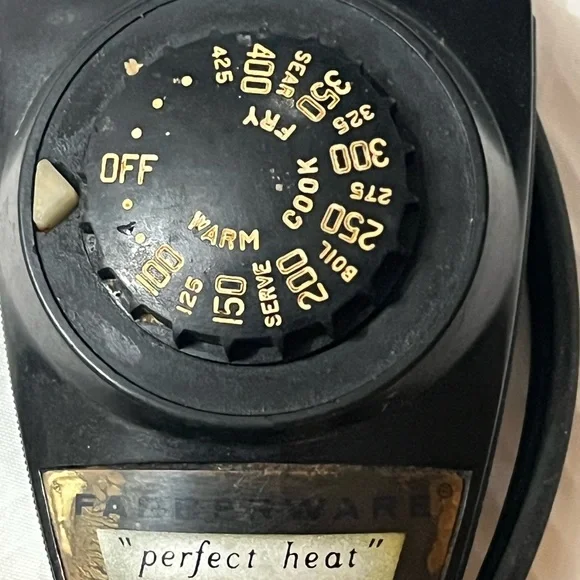 OFF
WARM
100
125
150
SERVE
200
BOIL
250
275
COOK
300
325
350
SEAR
FRY
400
425
FARBERWARE®
"perfect heat"